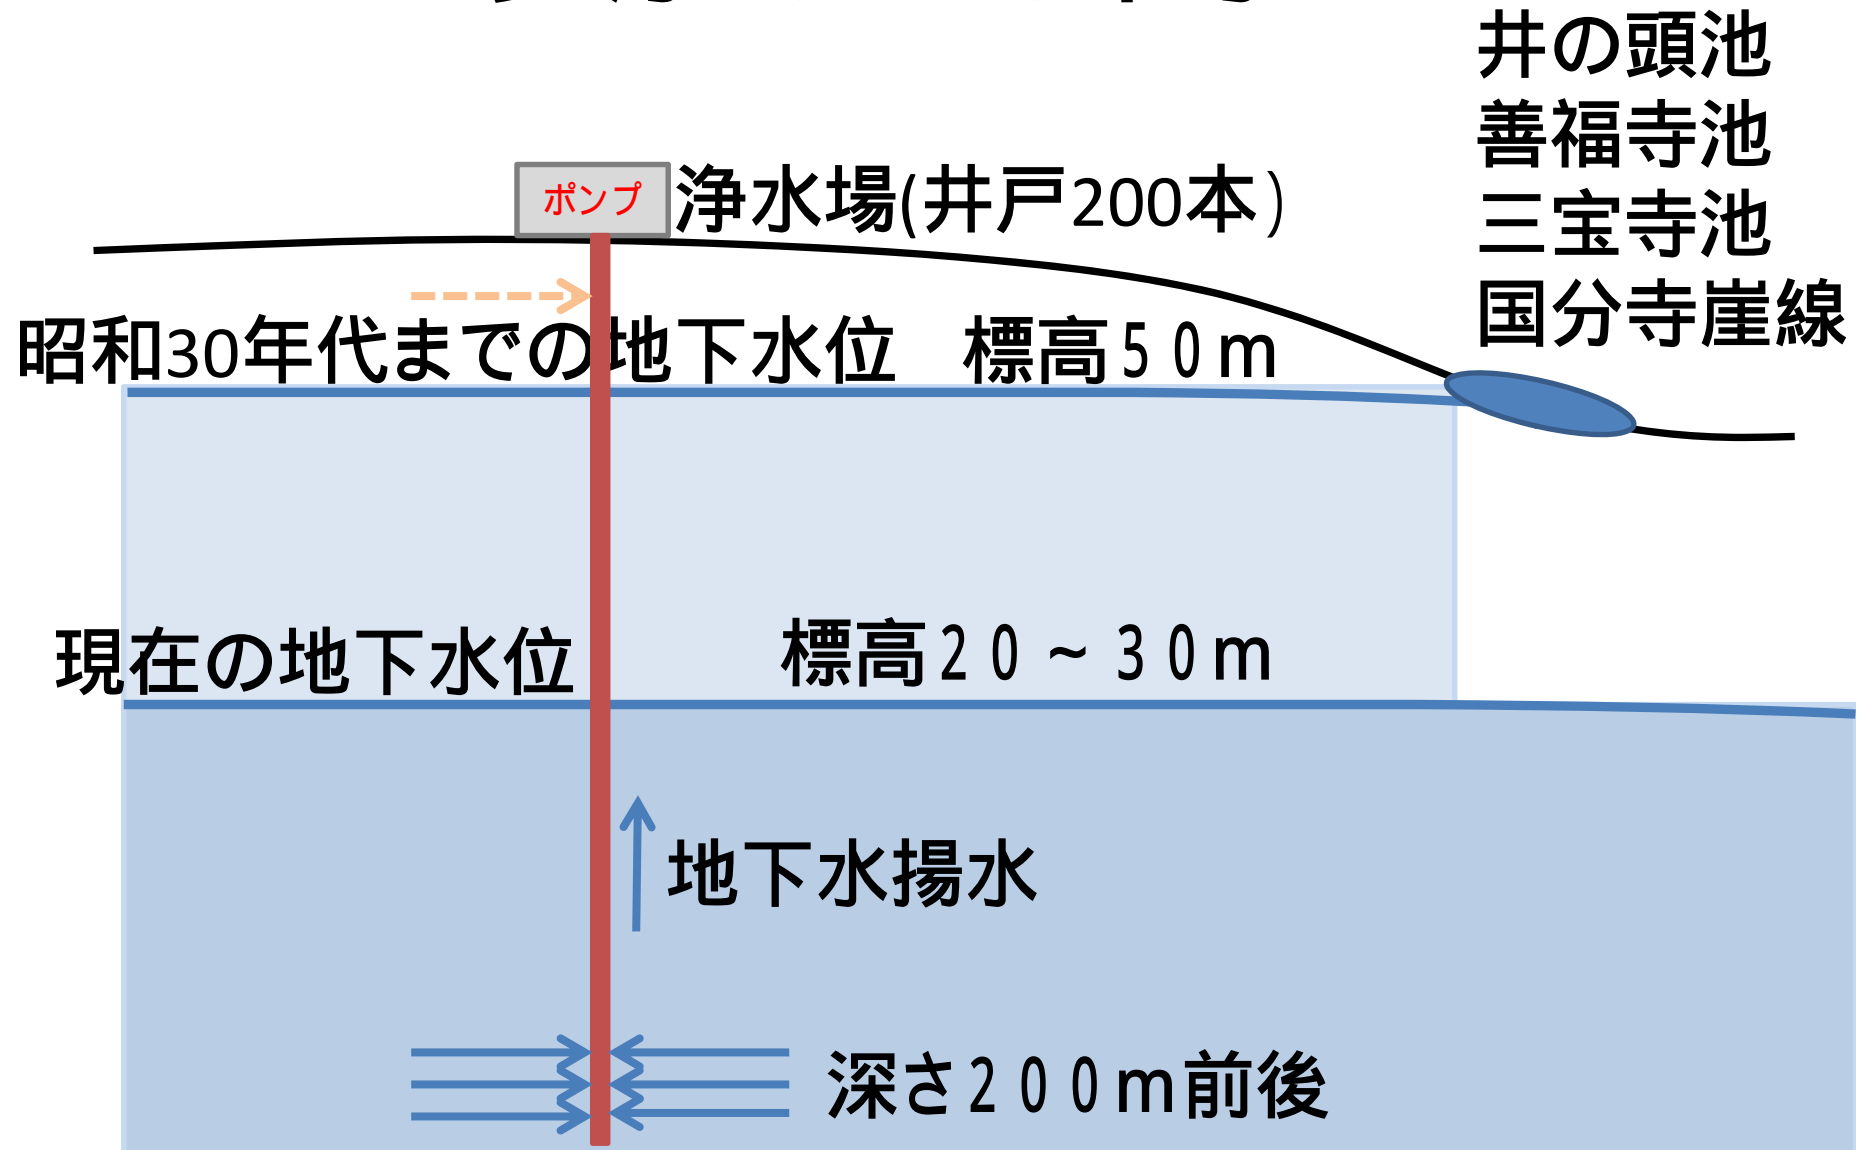 井の頭池
善福寺池
三宝寺池
国分寺崖線
ポンプ
浄水場(井戸200本)
昭和30年代までの地下水位　標高５０ｍ
現在の地下水位
標高２０～３０ｍ
地下水揚水
深さ２００ｍ前後